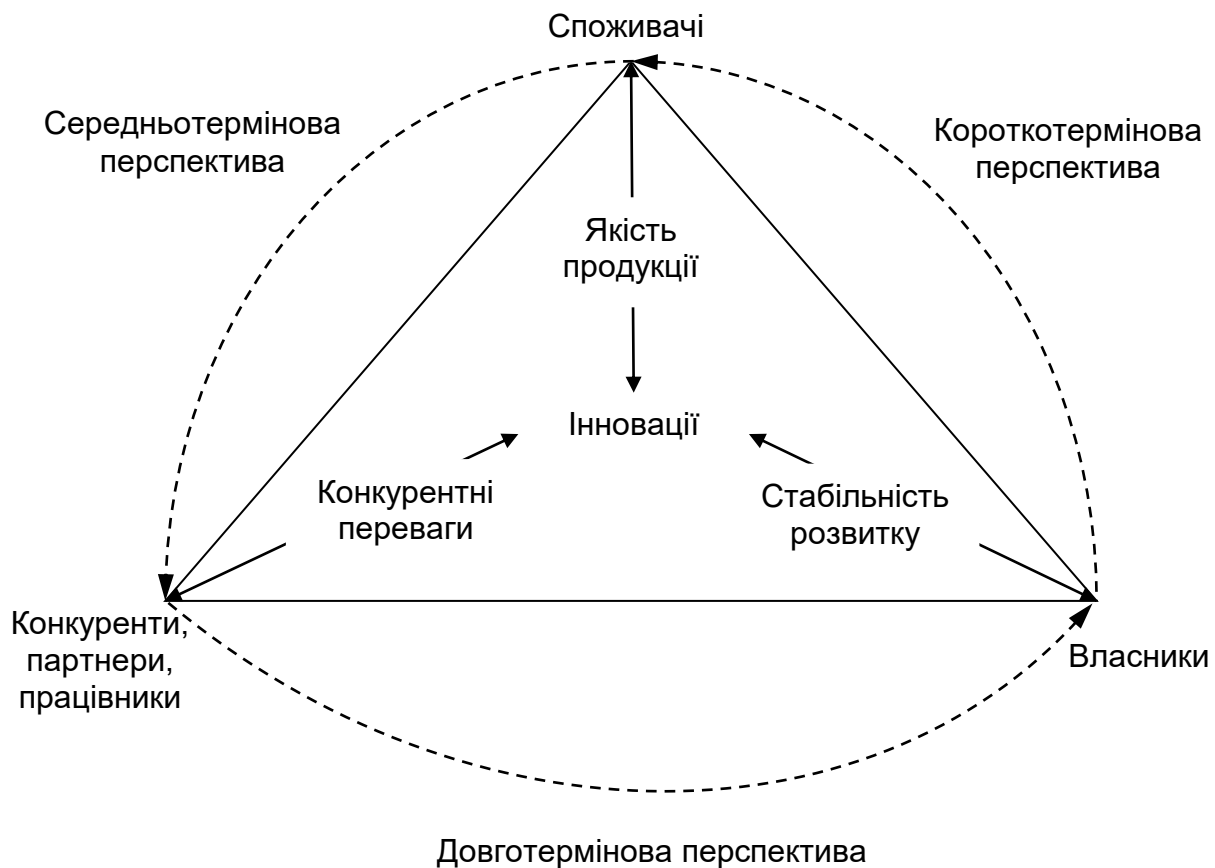 Споживачі
Середньотермінова
перспектива
Короткотермінова
перспектива
Якість
продукції
Інновації
Конкурентні
переваги
Стабільність
розвитку
Конкуренти,
партнери,
працівники
Власники
Довготермінова перспектива